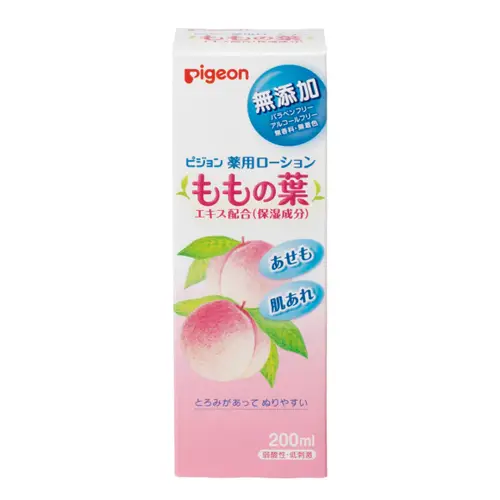 Pigeon
無添加
パラベンフリー
アルコールフリー
無香料・無着色
ピジョン 薬用ローション
ももの葉
エキス配合(保湿成分)
あせも
肌あれ
とろみがあって ぬりやすい
200ml
弱酸性・低刺激